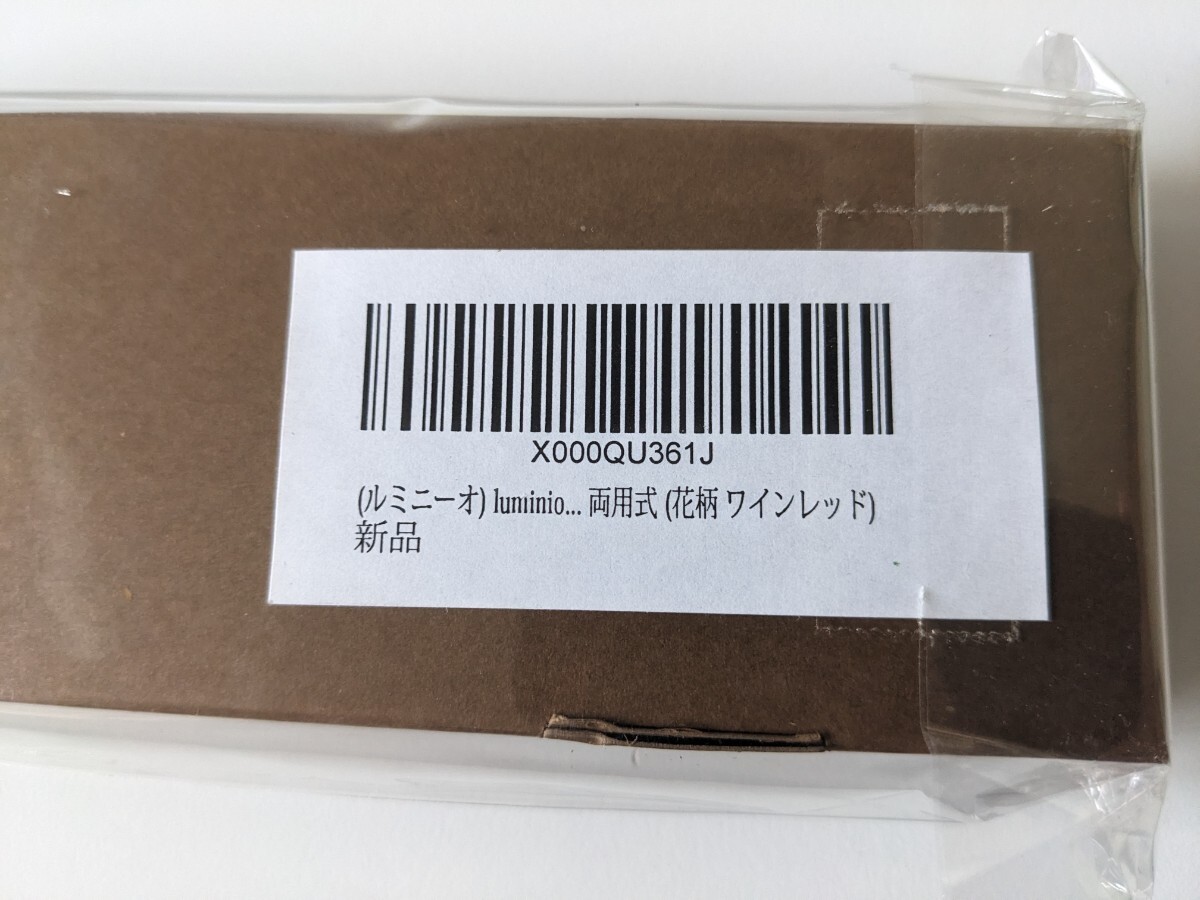 X000QU361J
(ルミニーオ) luminio... 両用式 (花柄 ワインレッド)
新品